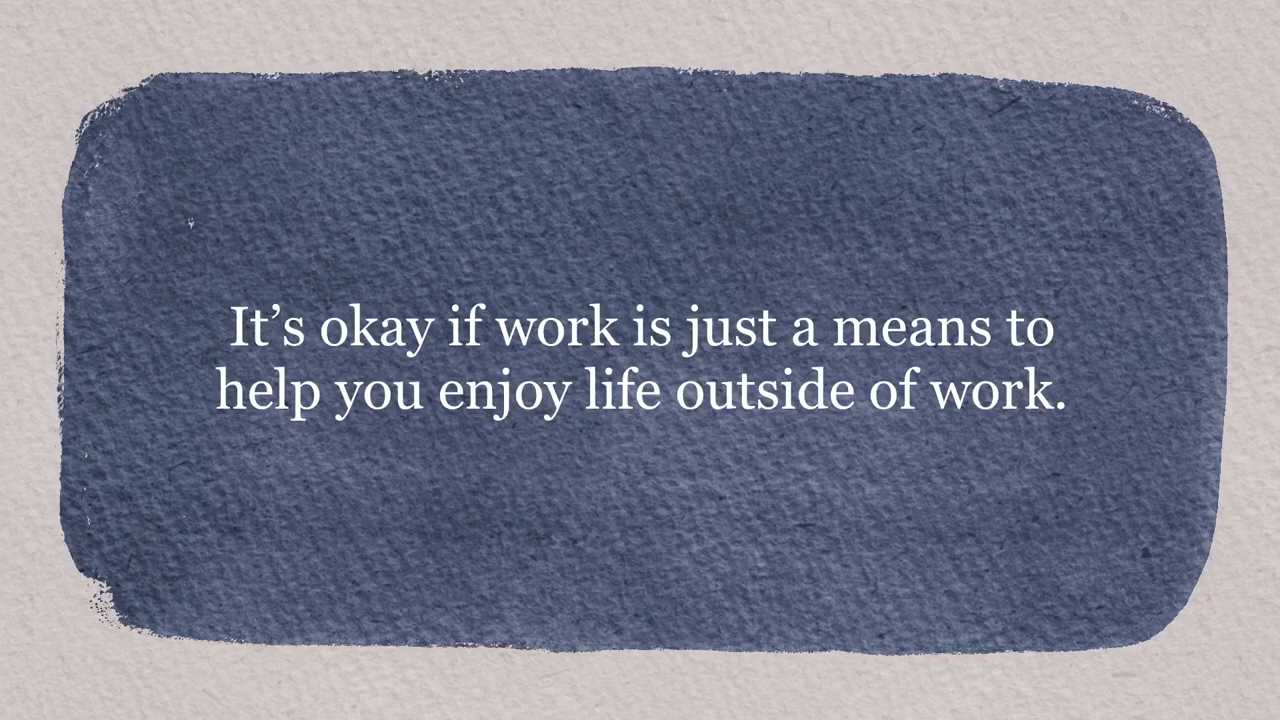 It’s okay if work is just a means to
help you enjoy life outside of work.